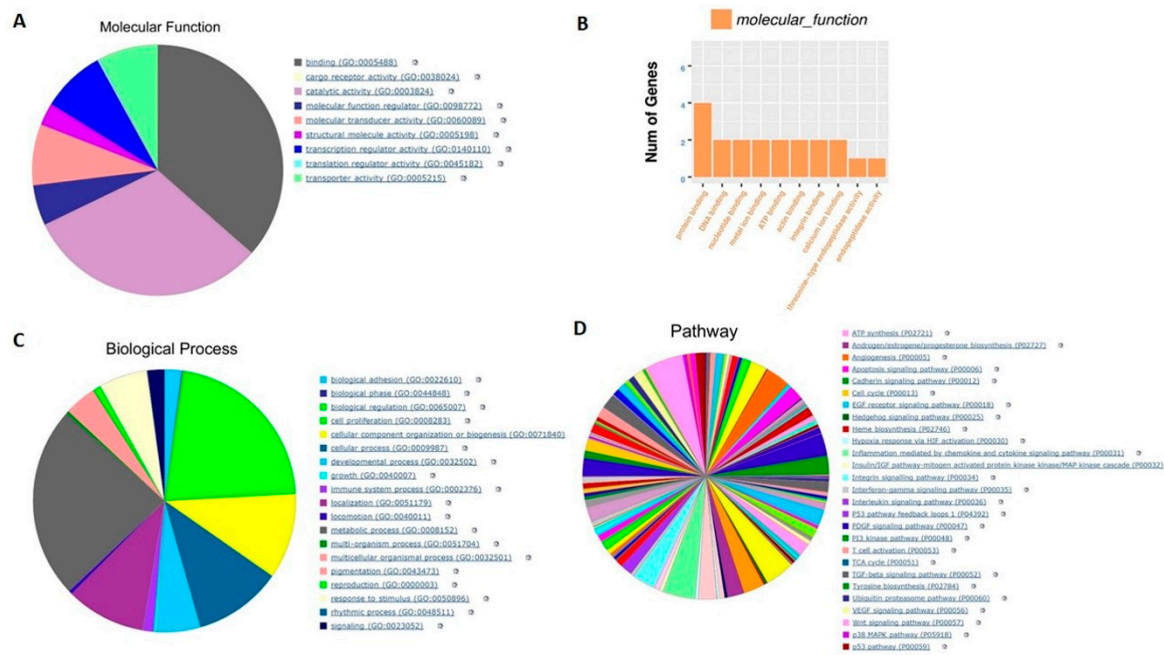 A
Molecular Function
binding (GO:0005488)
cargo receptor activity (GO:0038024)
catalytic activity (GO:0003824)
molecular function regulator (GO:0098772)
molecular transducer activity (GO:0060089)
structural molecule activity (GO:0005198)
transcription regulator activity (GO:0140110)
translation regulator activity (GO:0045182)
transporter activity (GO:0005215)
B
molecular_function
Num of Genes
6
4
2
0
protein binding
DNA binding
nucleotide binding
metal ion binding
ATP binding
actin binding
integrin binding
calcium ion binding
threonine-type endopeptidase activity
endopeptidase activity
C
Biological Process
biological adhesion (GO:0022610)
biological phase (GO:0044848)
biological regulation (GO:0065007)
cell proliferation (GO:0008283)
cellular component organization or biogenesis (GO:0071840)
cellular process (GO:0009987)
developmental process (GO:0032502)
growth (GO:0040007)
immune system process (GO:0002376)
localization (GO:0051179)
locomotion (GO:0040011)
metabolic process (GO:0008152)
multi-organism process (GO:0051704)
multicellular organismal process (GO:0032501)
pigmentation (GO:0043473)
reproduction (GO:0000003)
response to stimulus (GO:0050896)
rhythmic process (GO:0048511)
signaling (GO:0023052)
D
Pathway
ATP synthesis (P02721)
Androgen/estrogene/progesterone biosynthesis (P02727)
Angiogenesis (P00005)
Apoptosis signaling pathway (P00006)
Cadherin signaling pathway (P00012)
Cell cycle (P00013)
EGF receptor signaling pathway (P00018)
Hedgehog signaling pathway (P00025)
Heme biosynthesis (P02746)
Hypoxia response via HIF activation (P00030)
Inflammation mediated by chemokine and cytokine signaling pathway (P00031)
Insulin/IGF pathway-mitogen activated protein kinase kinase/MAP kinase cascade (P00032)
Integrin signalling pathway (P00034)
Interferon-gamma signaling pathway (P00035)
Interleukin signaling pathway (P00036)
P53 pathway feedback loops 1 (P04392)
PDGF signaling pathway (P00047)
PI3 kinase pathway (P00048)
T cell activation (P00053)
TCA cycle (P00051)
TGF-beta signaling pathway (P00052)
Tyrosine biosynthesis (P02784)
Ubiquitin proteasome pathway (P00060)
VEGF signaling pathway (P00056)
Wnt signaling pathway (P00057)
p38 MAPK pathway (P05918)
p53 pathway (P00059)